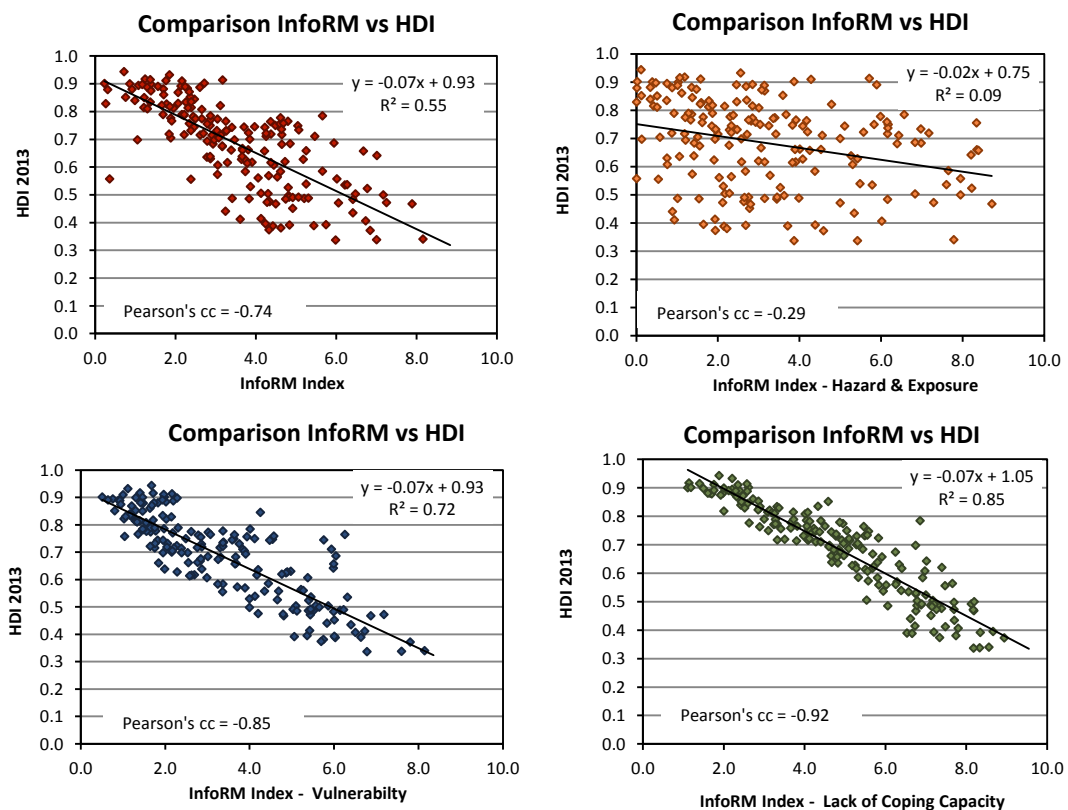 Comparison InfoRM vs HDI
y = -0.07x + 0.93
R² = 0.55
HDI 2013
1.0
0.9
0.8
0.7
0.6
0.5
0.4
0.3
0.2
0.1
0.0
Pearson's cc = -0.74
0.0 2.0 4.0 6.0 8.0 10.0
InfoRM Index
Comparison InfoRM vs HDI
y = -0.02x + 0.75
R² = 0.09
HDI 2013
1.0
0.9
0.8
0.7
0.6
0.5
0.4
0.3
0.2
0.1
0.0
Pearson's cc = -0.29
0.0 2.0 4.0 6.0 8.0 10.0
InfoRM Index - Hazard & Exposure
Comparison InfoRM vs HDI
y = -0.07x + 0.93
R² = 0.72
HDI 2013
1.0
0.9
0.8
0.7
0.6
0.5
0.4
0.3
0.2
0.1
0.0
Pearson's cc = -0.85
0.0 2.0 4.0 6.0 8.0 10.0
InfoRM Index - Vulnerabilty
Comparison InfoRM vs HDI
y = -0.07x + 1.05
R² = 0.85
HDI 2013
1.0
0.9
0.8
0.7
0.6
0.5
0.4
0.3
0.2
0.1
0.0
Pearson's cc = -0.92
0.0 2.0 4.0 6.0 8.0 10.0
InfoRM Index - Lack of Coping Capacity